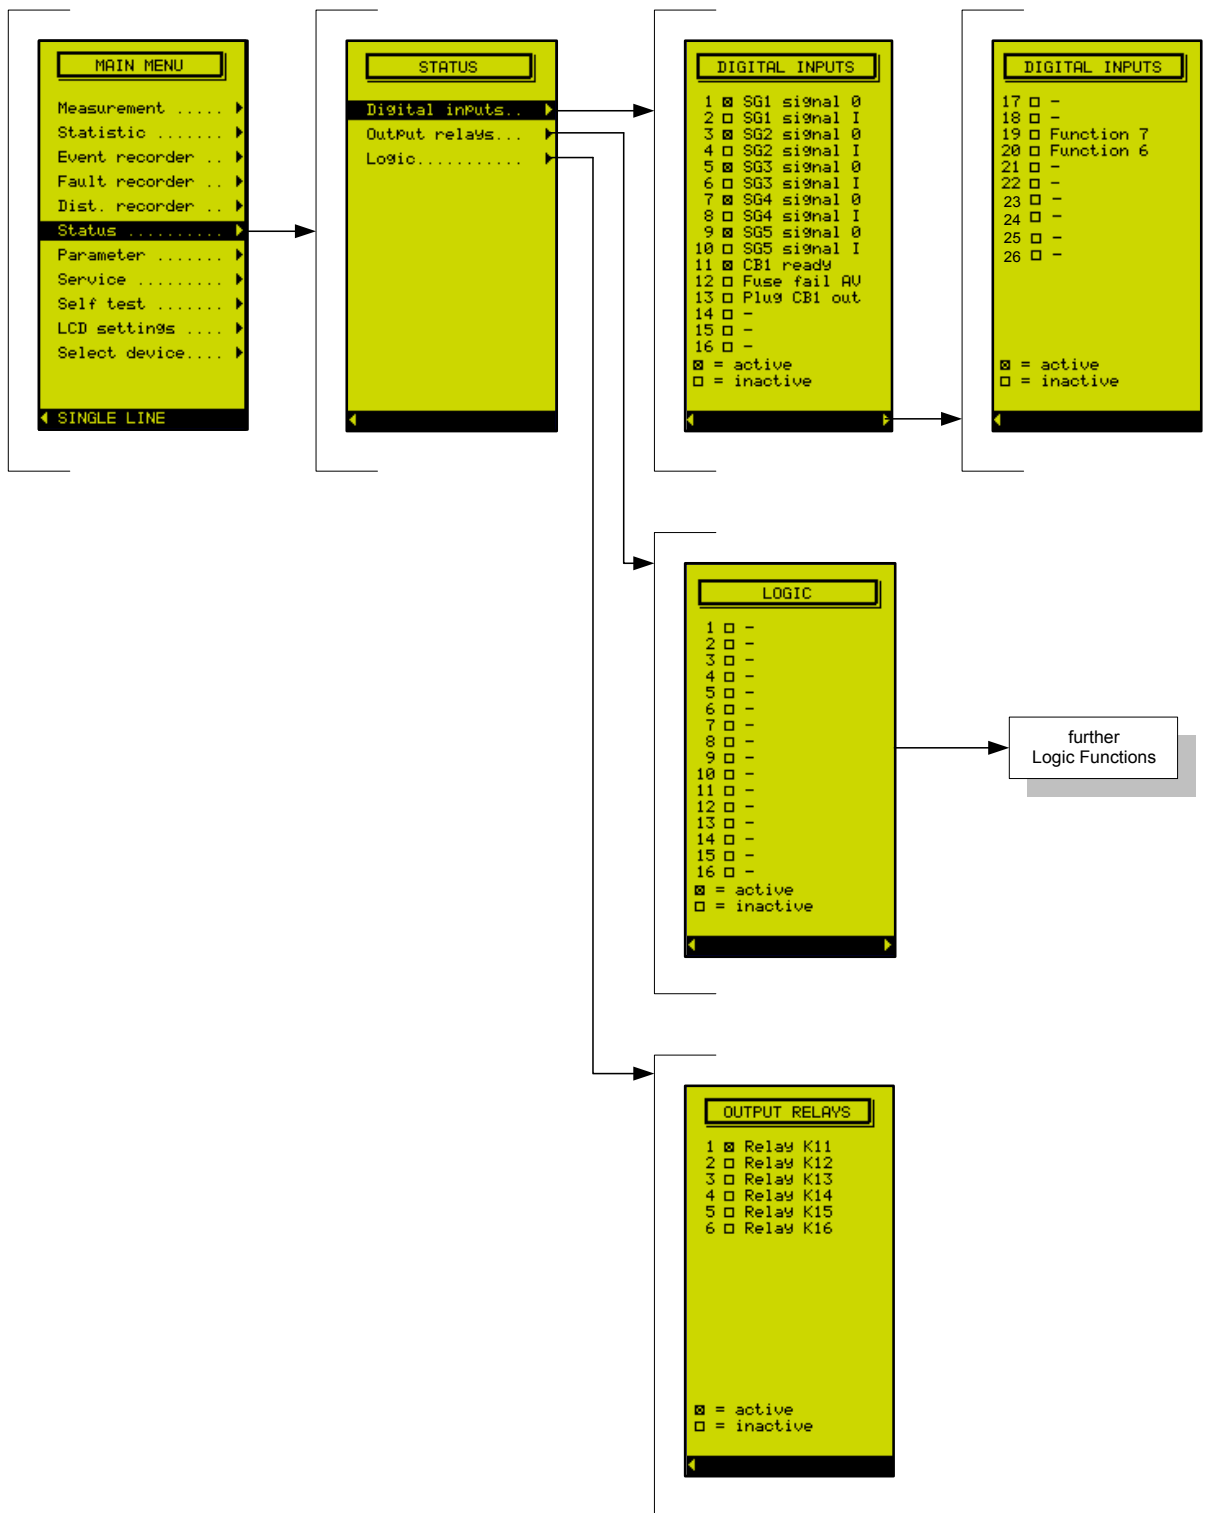 MAIN MENU
Measurement .....
Statistic .......
Event recorder ..
Fault recorder ..
Dist. recorder ..
Status ..........
Parameter .......
Service .........
Self test .......
LCD settings ....
Select device....
SINGLE LINE
STATUS
Digital inputs..
Output relays...
Logic...........
DIGITAL INPUTS
1 ☒ SG1 signal 0
2 ☐ SG1 signal I
3 ☒ SG2 signal 0
4 ☐ SG2 signal I
5 ☒ SG3 signal 0
6 ☐ SG3 signal I
7 ☒ SG4 signal 0
8 ☐ SG4 signal I
9 ☒ SG5 signal 0
10 ☐ SG5 signal I
11 ☒ CB1 ready
12 ☐ Fuse fail AV
13 ☐ Plug CB1 out
14 ☐ -
15 ☐ -
16 ☐ -
☒ = active
☐ = inactive
DIGITAL INPUTS
17 ☐ -
18 ☐ -
19 ☐ Function 7
20 ☐ Function 6
21 ☐ -
22 ☐ -
23 ☐ -
24 ☐ -
25 ☐ -
26 ☐ -
☒ = active
☐ = inactive
LOGIC
1 ☐ -
2 ☐ -
3 ☐ -
4 ☐ -
5 ☐ -
6 ☐ -
7 ☐ -
8 ☐ -
9 ☐ -
10 ☐ -
11 ☐ -
12 ☐ -
13 ☐ -
14 ☐ -
15 ☐ -
16 ☐ -
☒ = active
☐ = inactive
further
Logic Functions
OUTPUT RELAYS
1 ☒ Relay K11
2 ☐ Relay K12
3 ☐ Relay K13
4 ☐ Relay K14
5 ☐ Relay K15
6 ☐ Relay K16
☒ = active
☐ = inactive